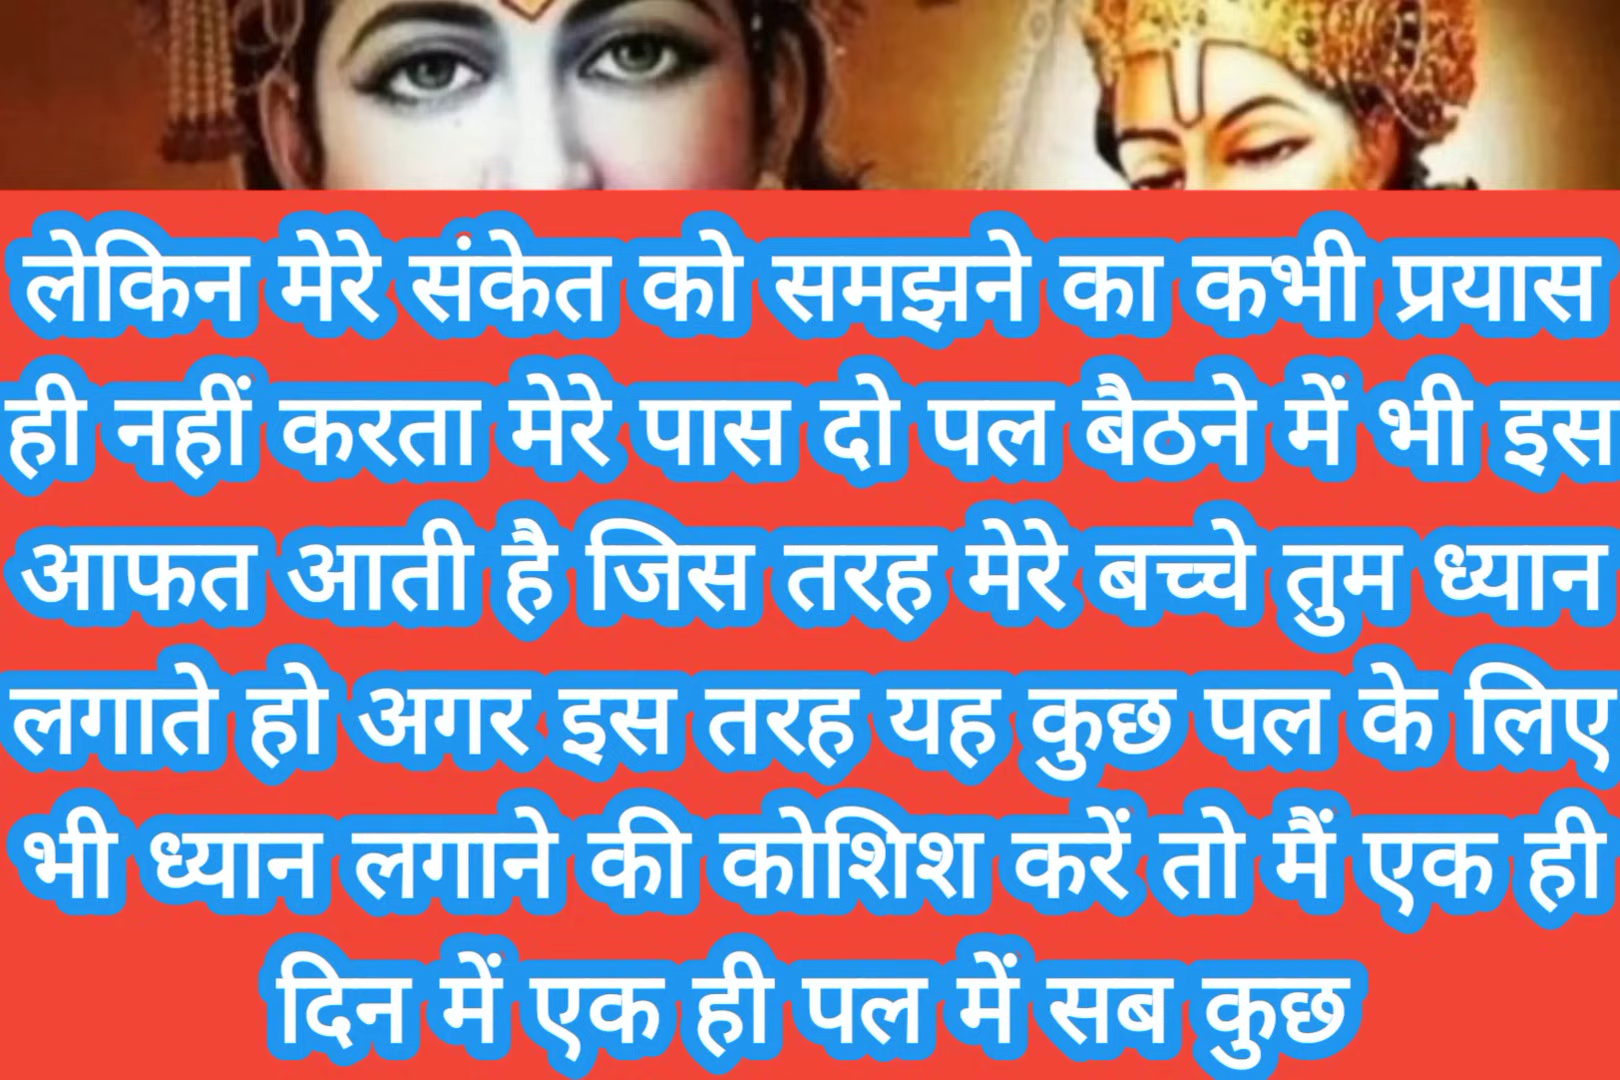 लेकिन मेरे संकेत को समझने का कभी प्रयास
ही नहीं करता मेरे पास दो पल बैठने में भी इस
आफत आती है जिस तरह मेरे बच्चे तुम ध्यान
लगाते हो अगर इस तरह यह कुछ पल के लिए
भी ध्यान लगाने की कोशिश करें तो मैं एक ही
दिन में एक ही पल में सब कुछ